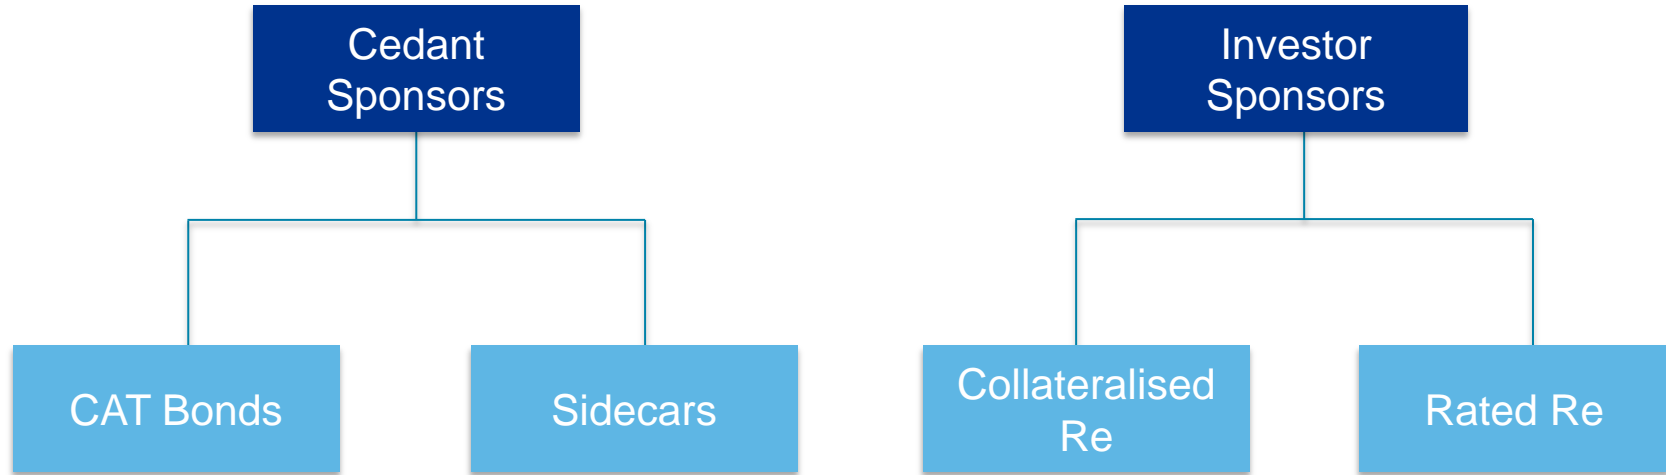 Cedant
Sponsors
Investor
Sponsors
CAT Bonds
Sidecars
Collateralised
Re
Rated Re